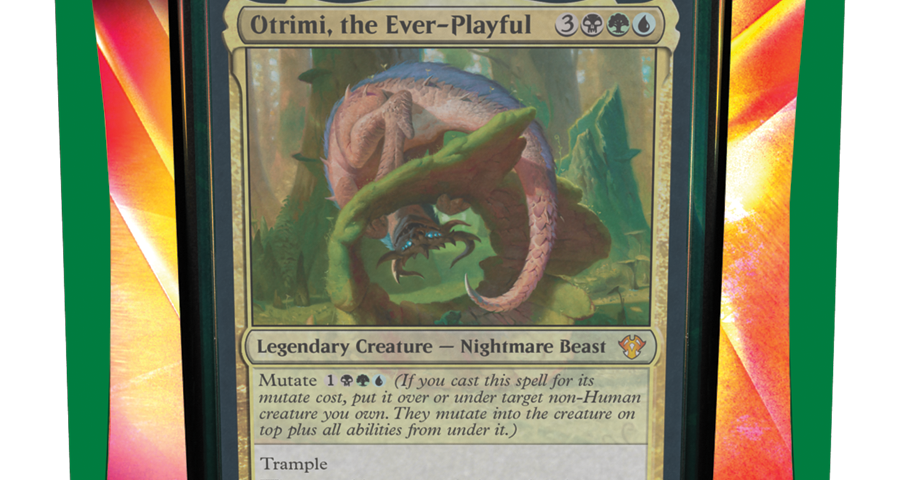 Otrimi, the Ever-Playful 3
Legendary Creature — Nightmare Beast
Mutate 1 (If you cast this spell for its
mutate cost, put it over or under target non-Human
creature you own. They mutate into the creature on
top plus all abilities from under it.)
Trample